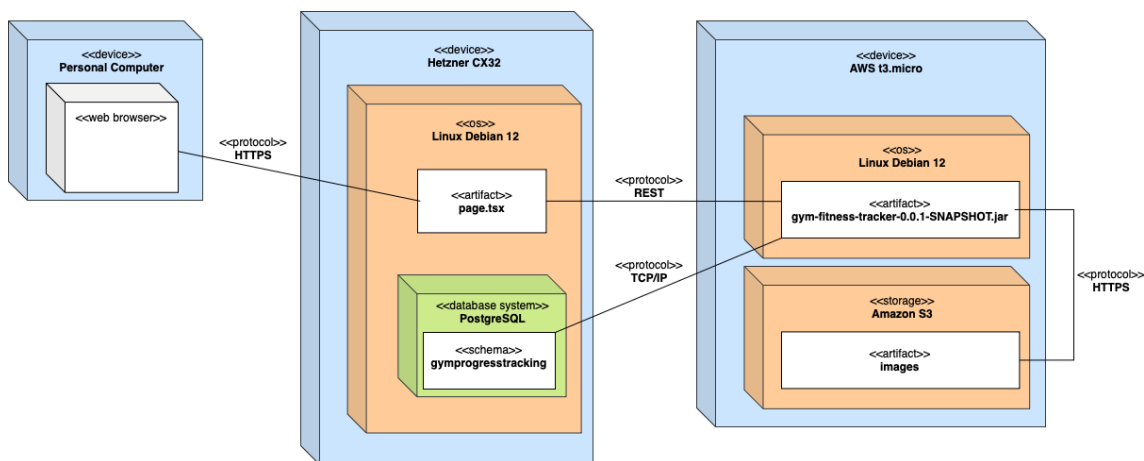 <<device>>
Personal Computer
<<web browser>>
<<protocol>>
HTTPS
<<device>>
Hetzner CX32
<<os>>
Linux Debian 12
<<artifact>>
page.tsx
<<database system>>
PostgreSQL
<<schema>>
gymprogresstracking
<<protocol>>
REST
<<protocol>>
TCP/IP
<<device>>
AWS t3.micro
<<os>>
Linux Debian 12
<<artifact>>
gym-fitness-tracker-0.0.1-SNAPSHOT.jar
<<storage>>
Amazon S3
<<artifact>>
images
<<protocol>>
HTTPS